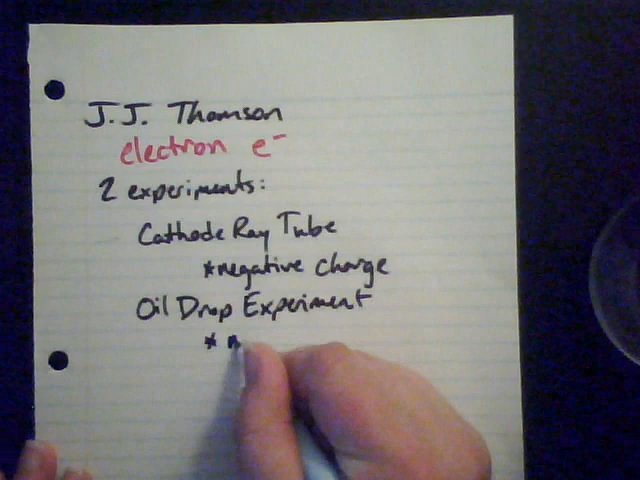 J.J. Thomson
electron e⁻
2 experiments:
Cathode Ray Tube
*negative charge
Oil Drop Experiment
*